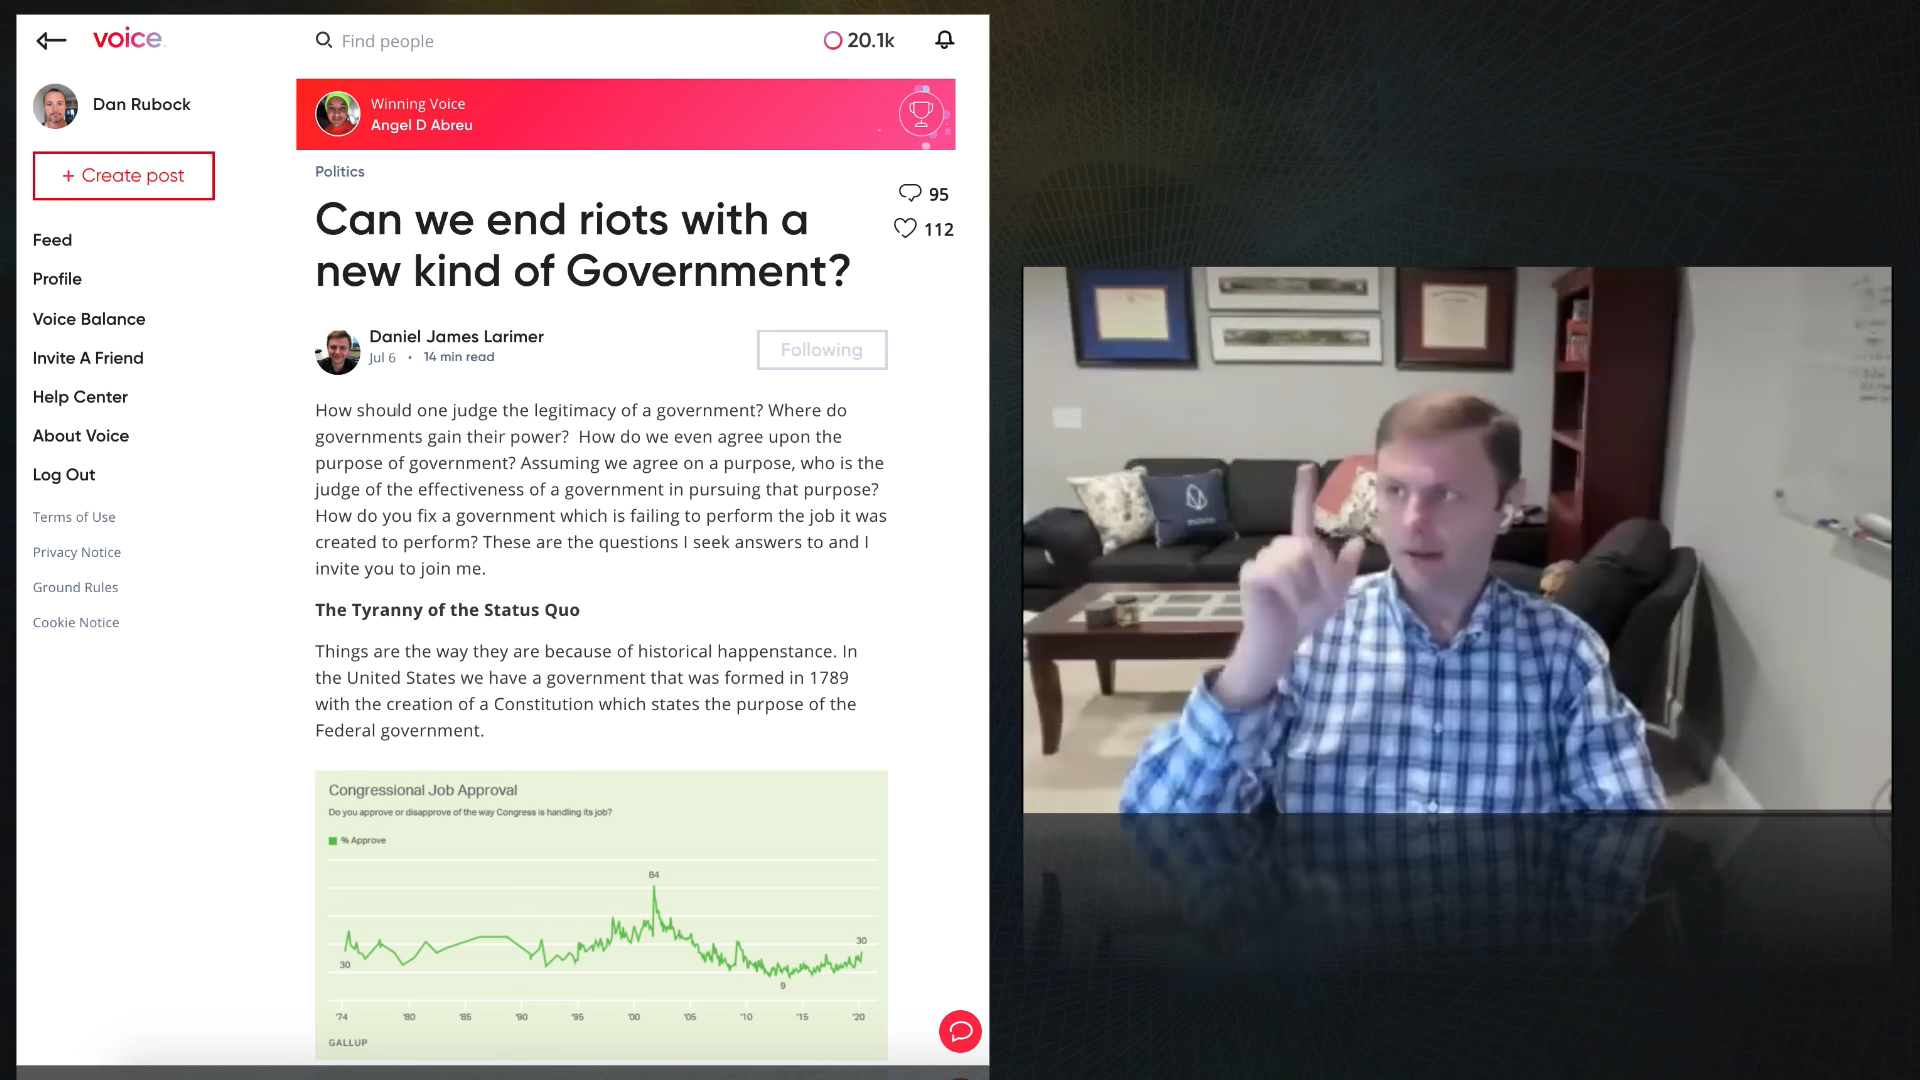 voice
Find people
20.1k
Dan Rubock
+ Create post
Feed
Profile
Voice Balance
Invite A Friend
Help Center
About Voice
Log Out
Terms of Use
Privacy Notice
Ground Rules
Cookie Notice
Winning Voice
Angel D Abreu
Politics
95
112
Can we end riots with a
new kind of Government?
Daniel James Larimer
Jul 6 • 14 min read
Following
How should one judge the legitimacy of a government? Where do
governments gain their power?  How do we even agree upon the
purpose of government? Assuming we agree on a purpose, who is the
judge of the effectiveness of a government in pursuing that purpose?
How do you fix a government which is failing to perform the job it was
created to perform? These are the questions I seek answers to and I
invite you to join me.
The Tyranny of the Status Quo
Things are the way they are because of historical happenstance. In
the United States we have a government that was formed in 1789
with the creation of a Constitution which states the purpose of the
Federal government.
Congressional Job Approval
Do you approve or disapprove of the way Congress is handling its job?
% Approve
84
30
30
9
'74 '80 '85 '90 '95 '00 '05 '10 '15 '20
GALLUP